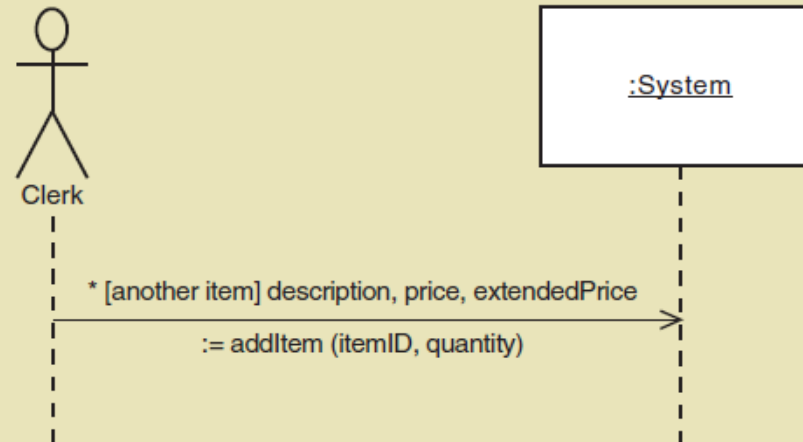 :System
Clerk
* [another item] description, price, extendedPrice
:= addItem (itemID, quantity)